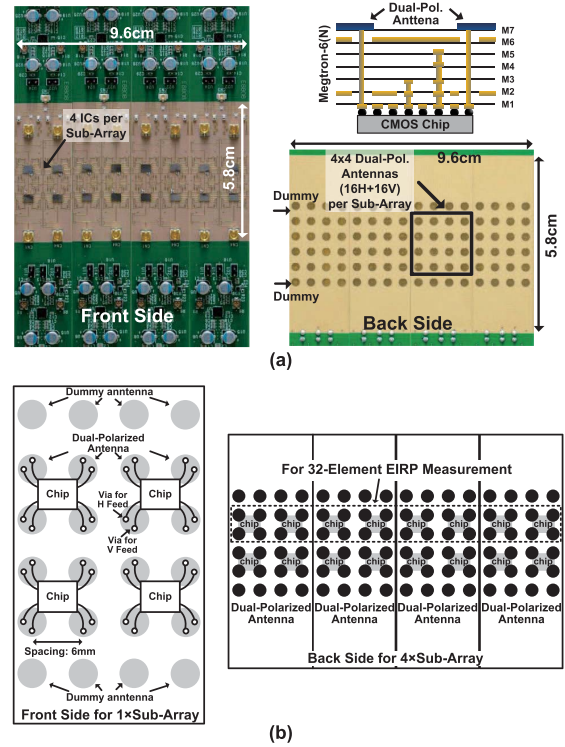 9.6cm
4 ICs per
Sub-Array
5.8cm
Front Side
Dual-Pol.
Anttena
Megtron-6(N)
M7
M6
M5
M4
M3
M2
M1
CMOS Chip
4x4 Dual-Pol.
Antennas
(16H+16V)
per Sub-Array
9.6cm
Dummy
Dummy
5.8cm
Back Side
(a)
Dummy anntenna
Dual-Polarized
Antenna
Chip
Via for
H Feed
Chip
Via for
V Feed
Chip
Chip
Spacing: 6mm
Dummy anntenna
Front Side for 1×Sub-Array
For 32-Element EIRP Measurement
chip chip chip chip chip chip chip chip
chip chip chip chip chip chip chip chip
Dual-Polarized Dual-Polarized Dual-Polarized Dual-Polarized
Antenna Antenna Antenna Antenna
Back Side for 4×Sub-Array
(b)